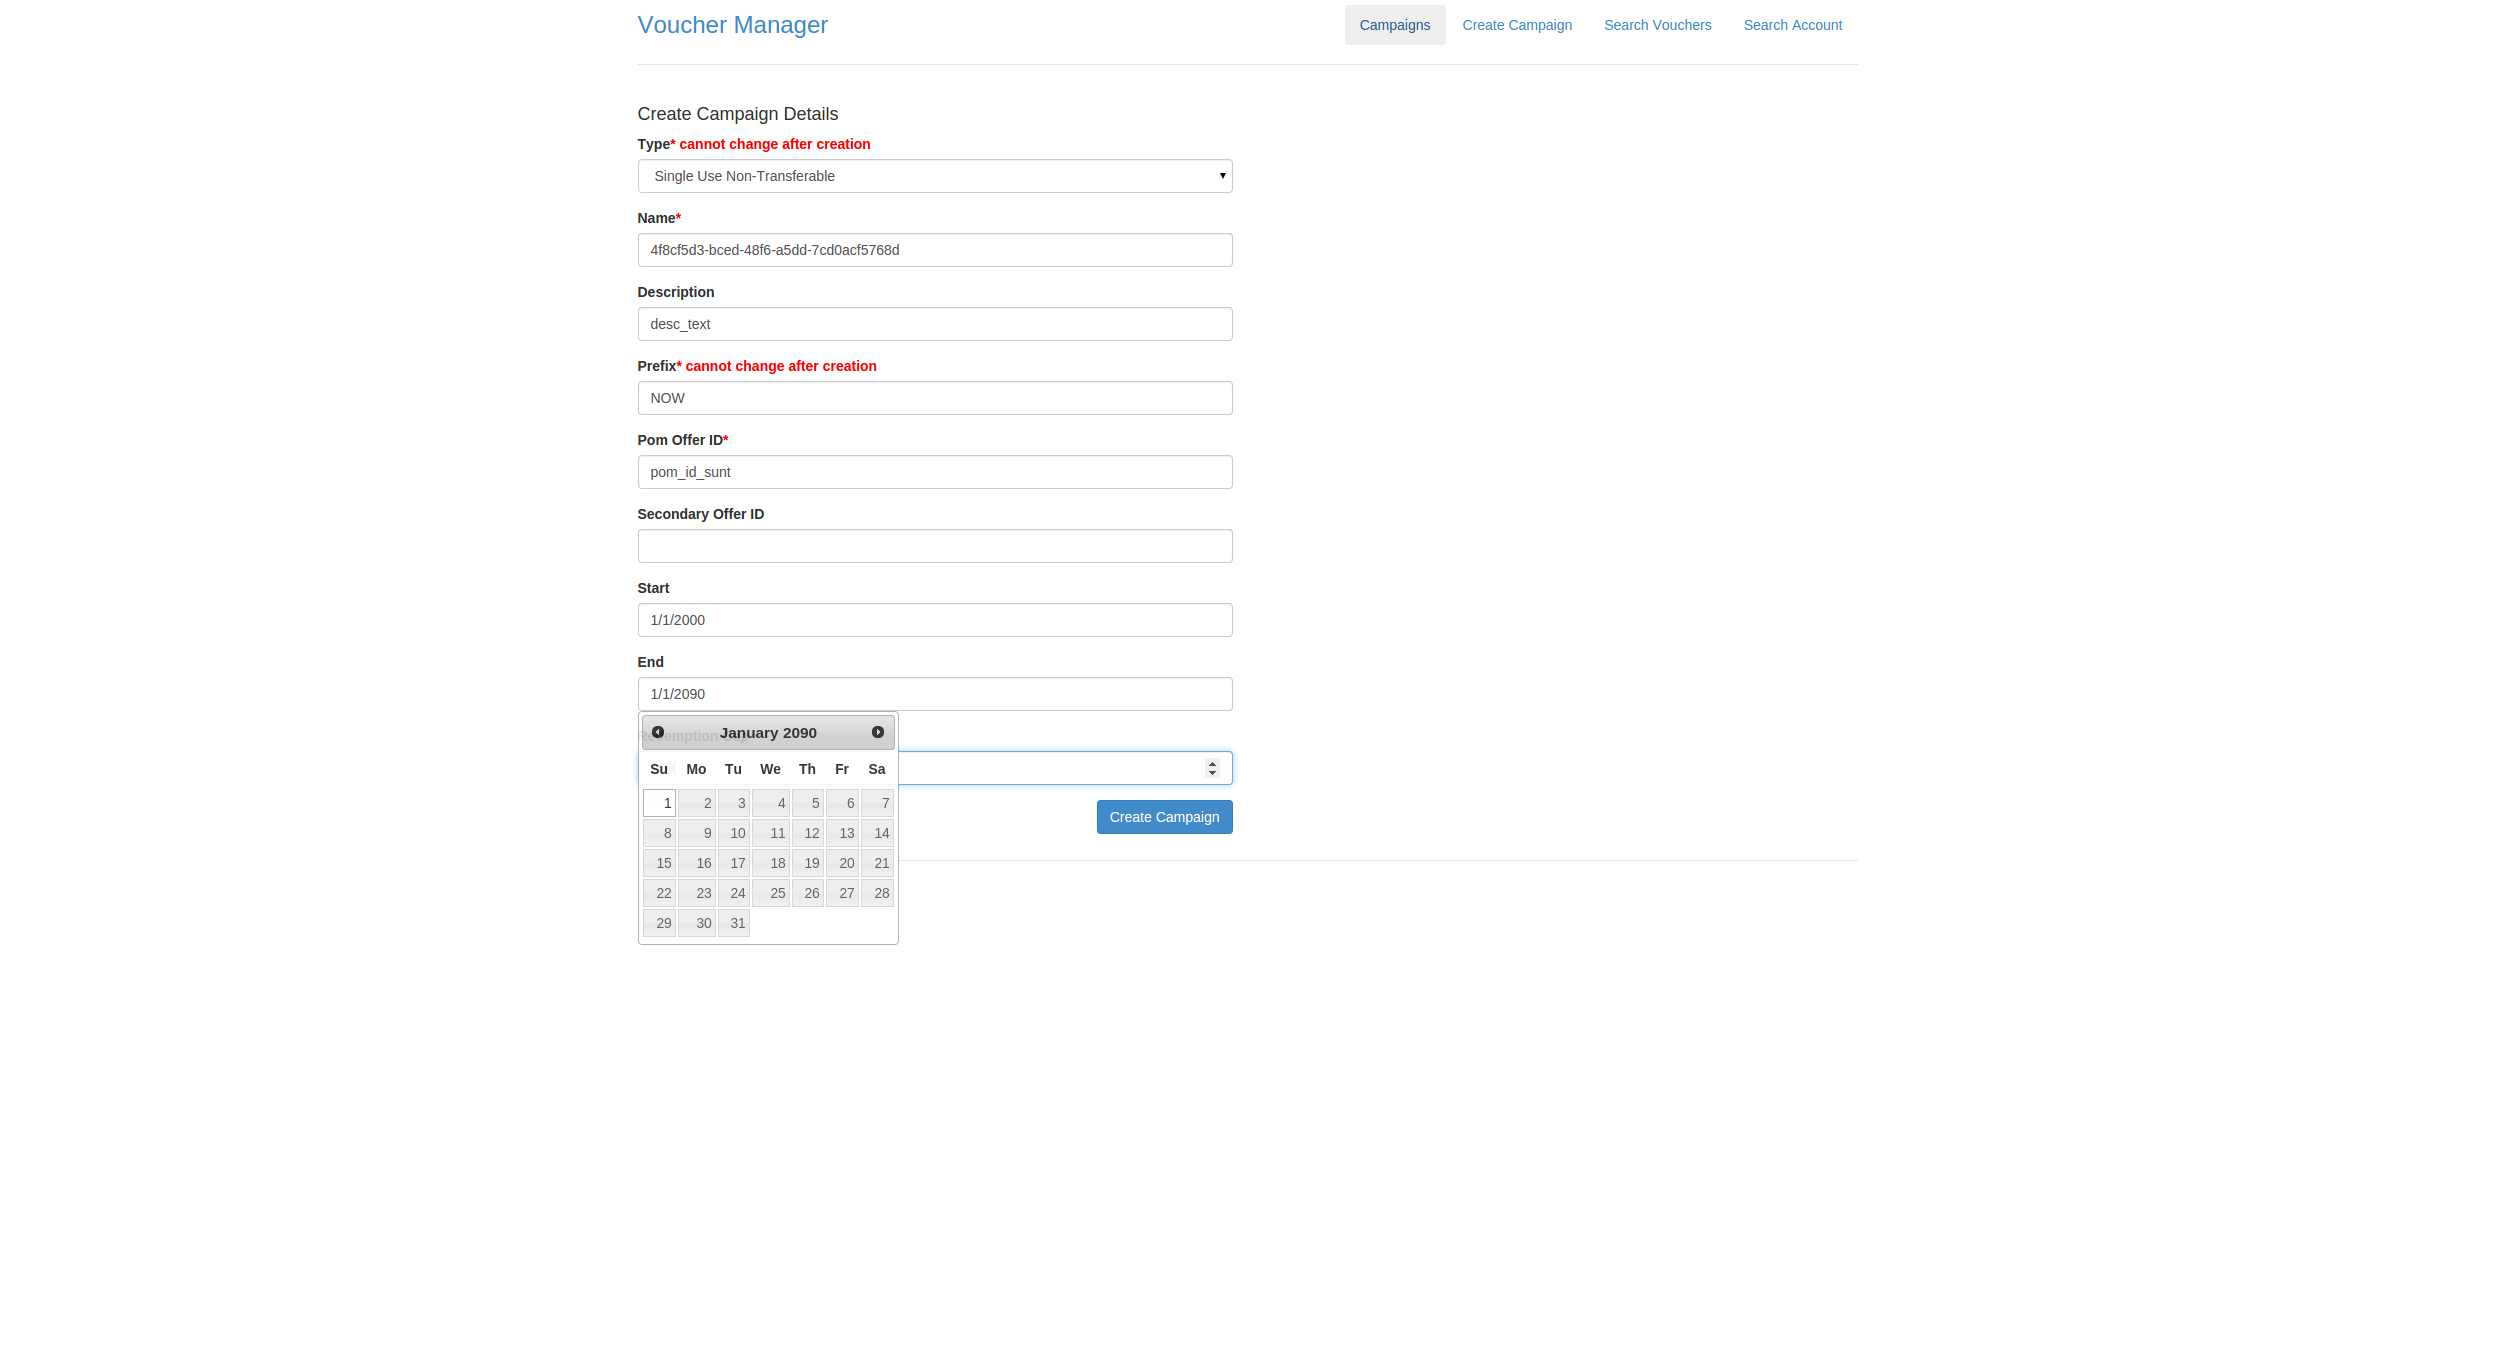 Voucher Manager
Campaigns Create Campaign Search Vouchers Search Account
Create Campaign Details
Type* cannot change after creation
Single Use Non-Transferable
Name*
4f8cf5d3-bced-48f6-a5dd-7cd0acf5768d
Description
desc_text
Prefix* cannot change after creation
NOW
Pom Offer ID*
pom_id_sunt
Secondary Offer ID
Start
1/1/2000
End
1/1/2090
January 2090
Su Mo Tu We Th Fr Sa
1 2 3 4 5 6 7
Create Campaign
8 9 10 11 12 13 14
15 16 17 18 19 20 21
22 23 24 25 26 27 28
29 30 31